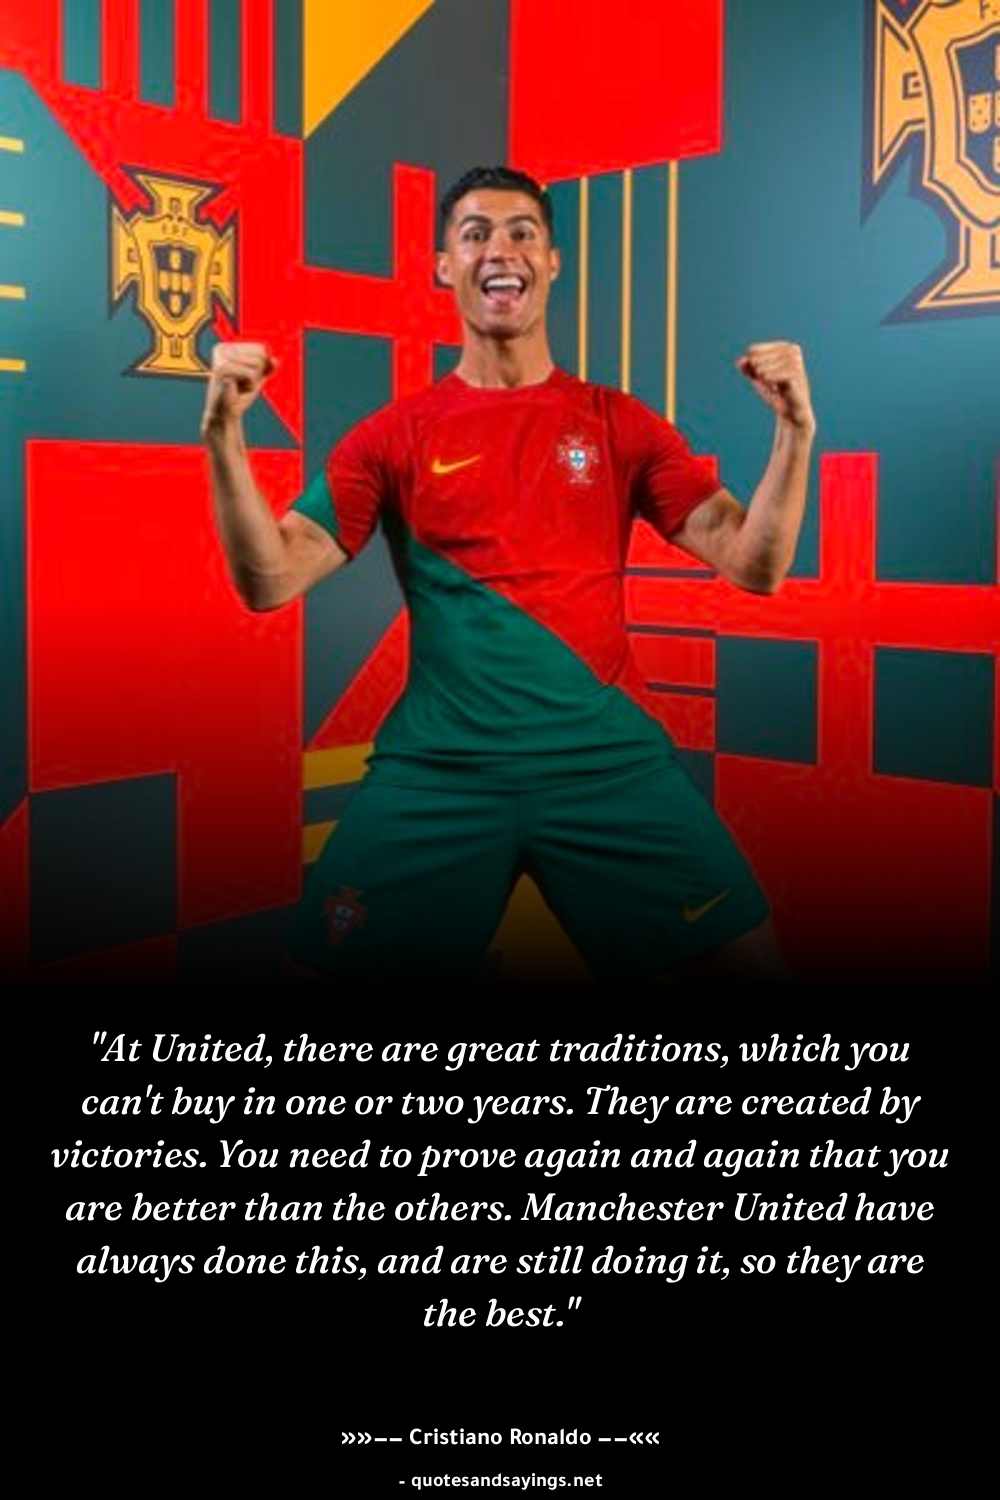 "At United, there are great traditions, which you
can't buy in one or two years. They are created by
victories. You need to prove again and again that you
are better than the others. Manchester United have
always done this, and are still doing it, so they are
the best."
»»–– Cristiano Ronaldo ––««
- quotesandsayings.net